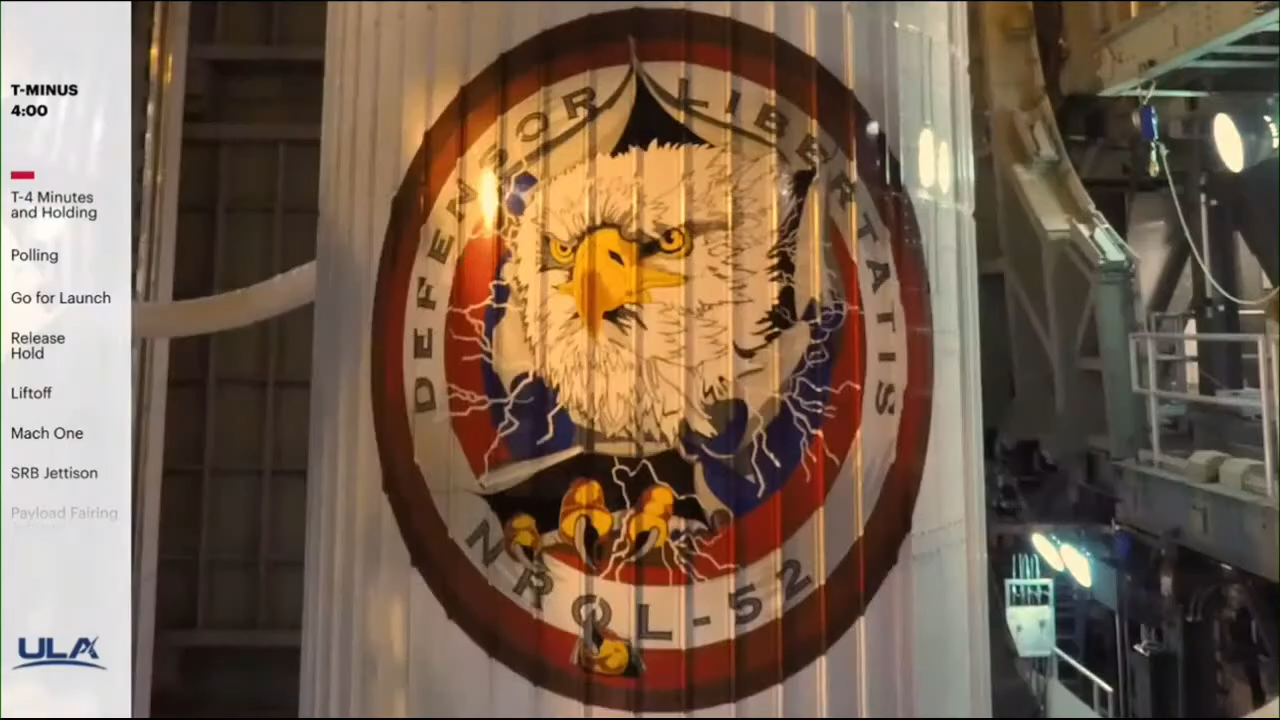 T-MINUS
4:00
T-4 Minutes
and Holding
Polling
Go for Launch
Release
Hold
Liftoff
Mach One
SRB Jettison
Payload Fairing
ULA
DEFENSOR LIBERTATIS
NROL-52